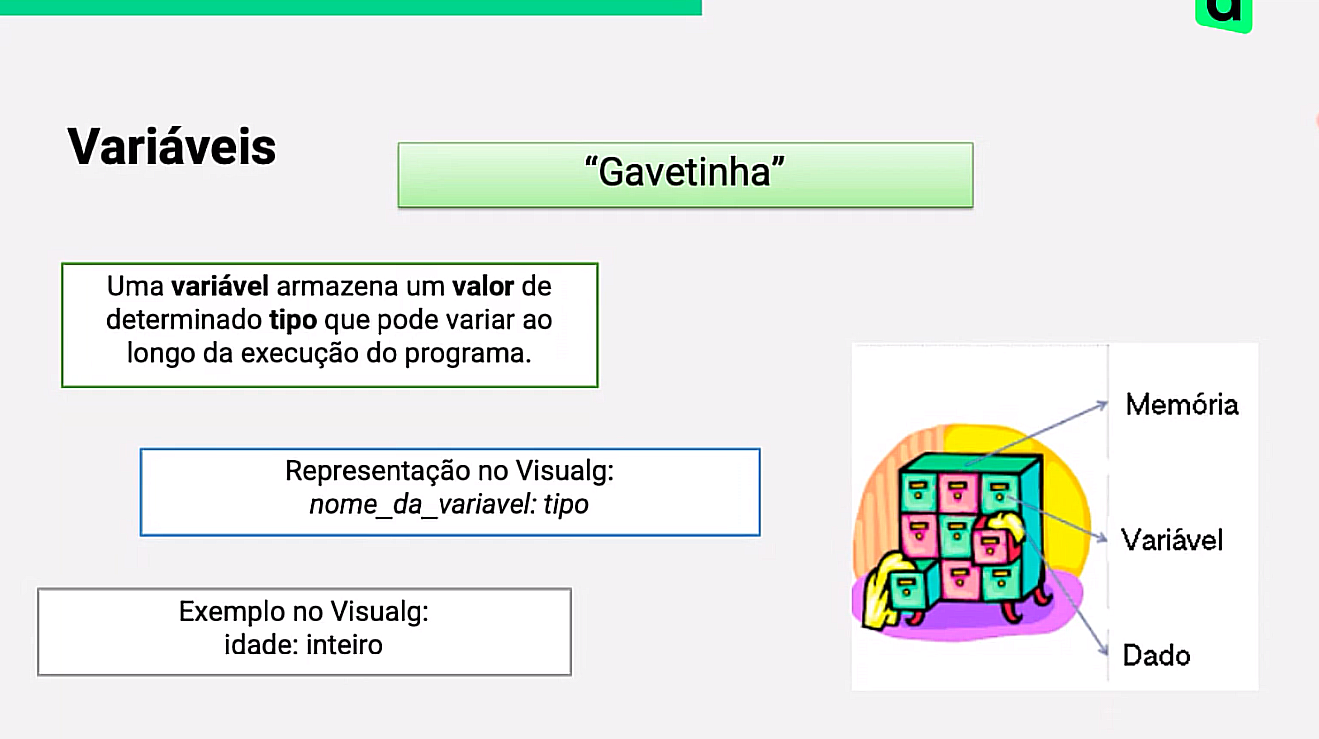 Variáveis
“Gavetinha”
Uma variável armazena um valor de
determinado tipo que pode variar ao
longo da execução do programa.
Representação no Visualg:
nome_da_variavel: tipo
Exemplo no Visualg:
idade: inteiro
Memória
Variável
Dado